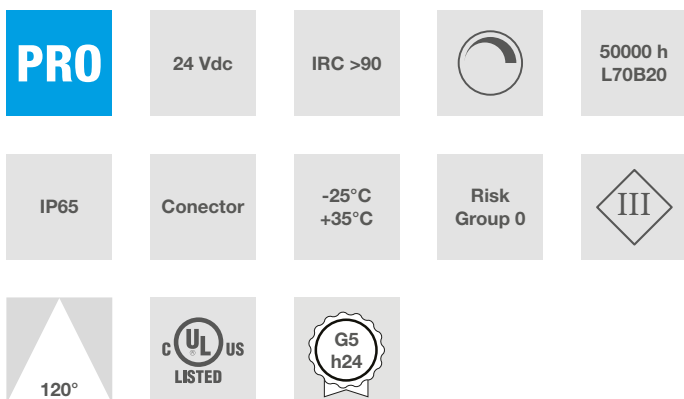 PRO
24 Vdc
IRC >90
50000 h
L70B20
IP65
Conector
-25°C
+35°C
Risk
Group 0
III
120°
C UL US
®
LISTED
G5
h24